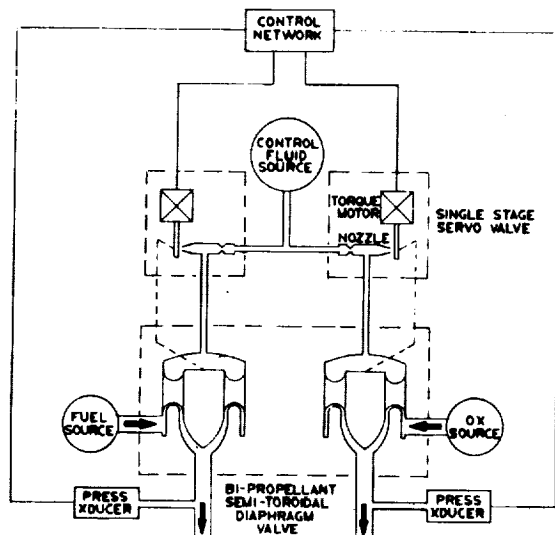 CONTROL
NETWORK
CONTROL
FLUID
SOURCE
TORQUE
MOTOR
SINGLE STAGE
SERVO VALVE
NOZZLE
FUEL
SOURCE
OX
SOURCE
PRESS
XDUCER
BI-PROPELLANT
SEMI-TOROIDAL
DIAPHRAGM
VALVE
PRESS
XDUCER